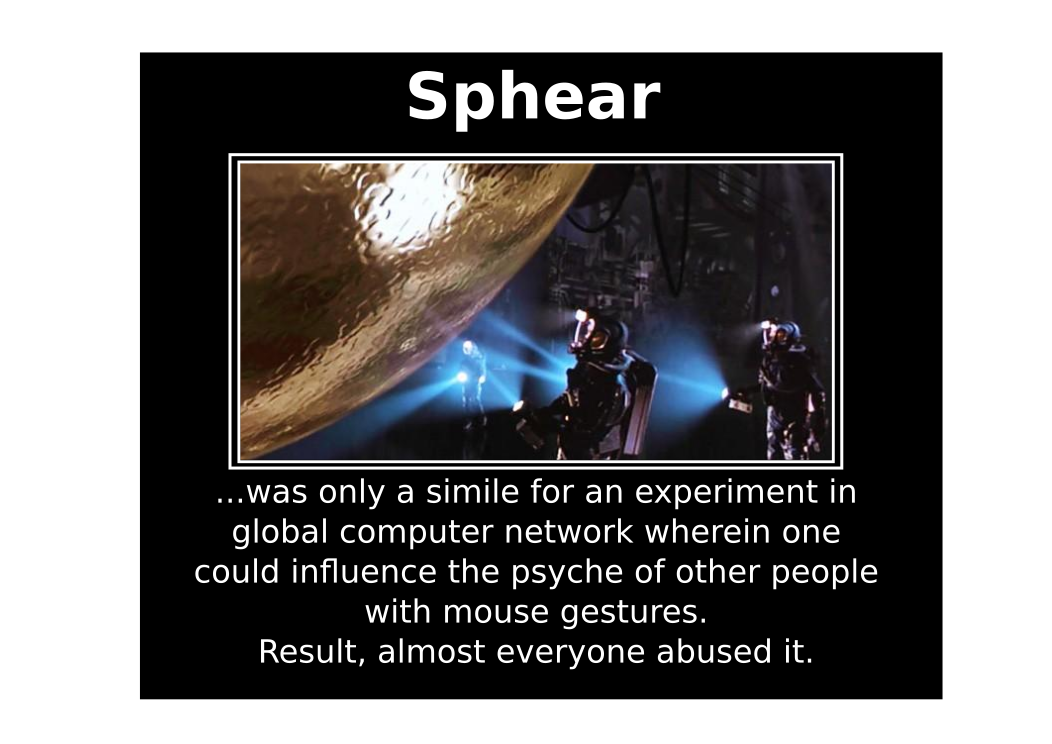 Sphear
...was only a simile for an experiment in
global computer network wherein one
could influence the psyche of other people
with mouse gestures.
Result, almost everyone abused it.